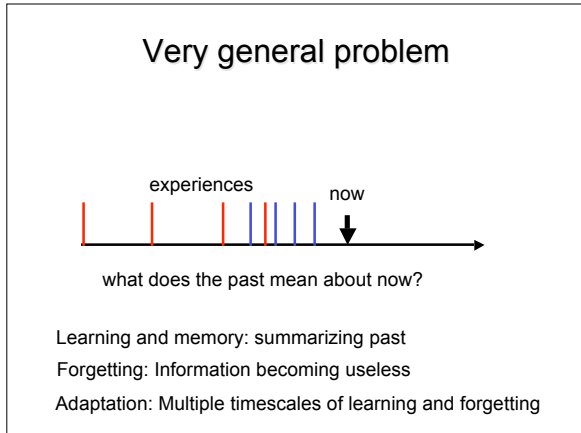 Very general problem
experiences
now
what does the past mean about now?
Learning and memory: summarizing past
Forgetting: Information becoming useless
Adaptation: Multiple timescales of learning and forgetting